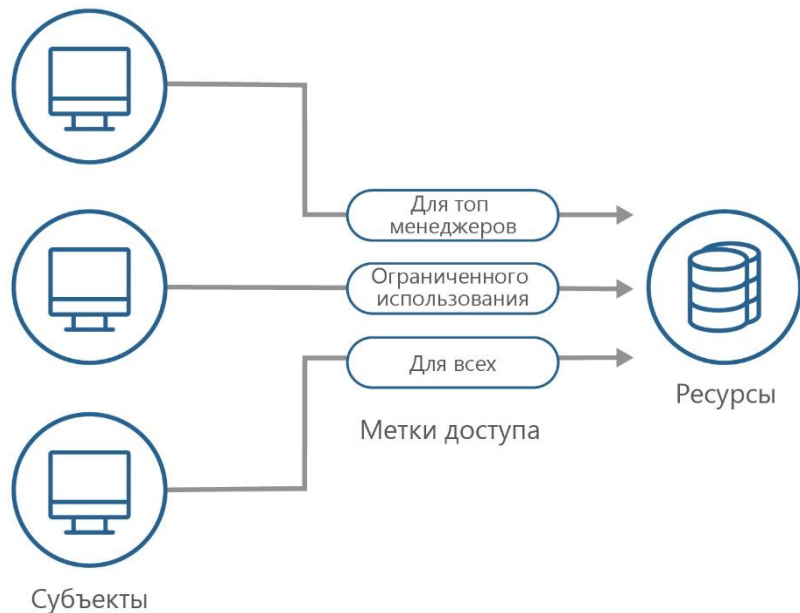 Для топ
менеджеров
Ограниченного
использования
Для всех
Метки доступа
Ресурсы
Субъекты